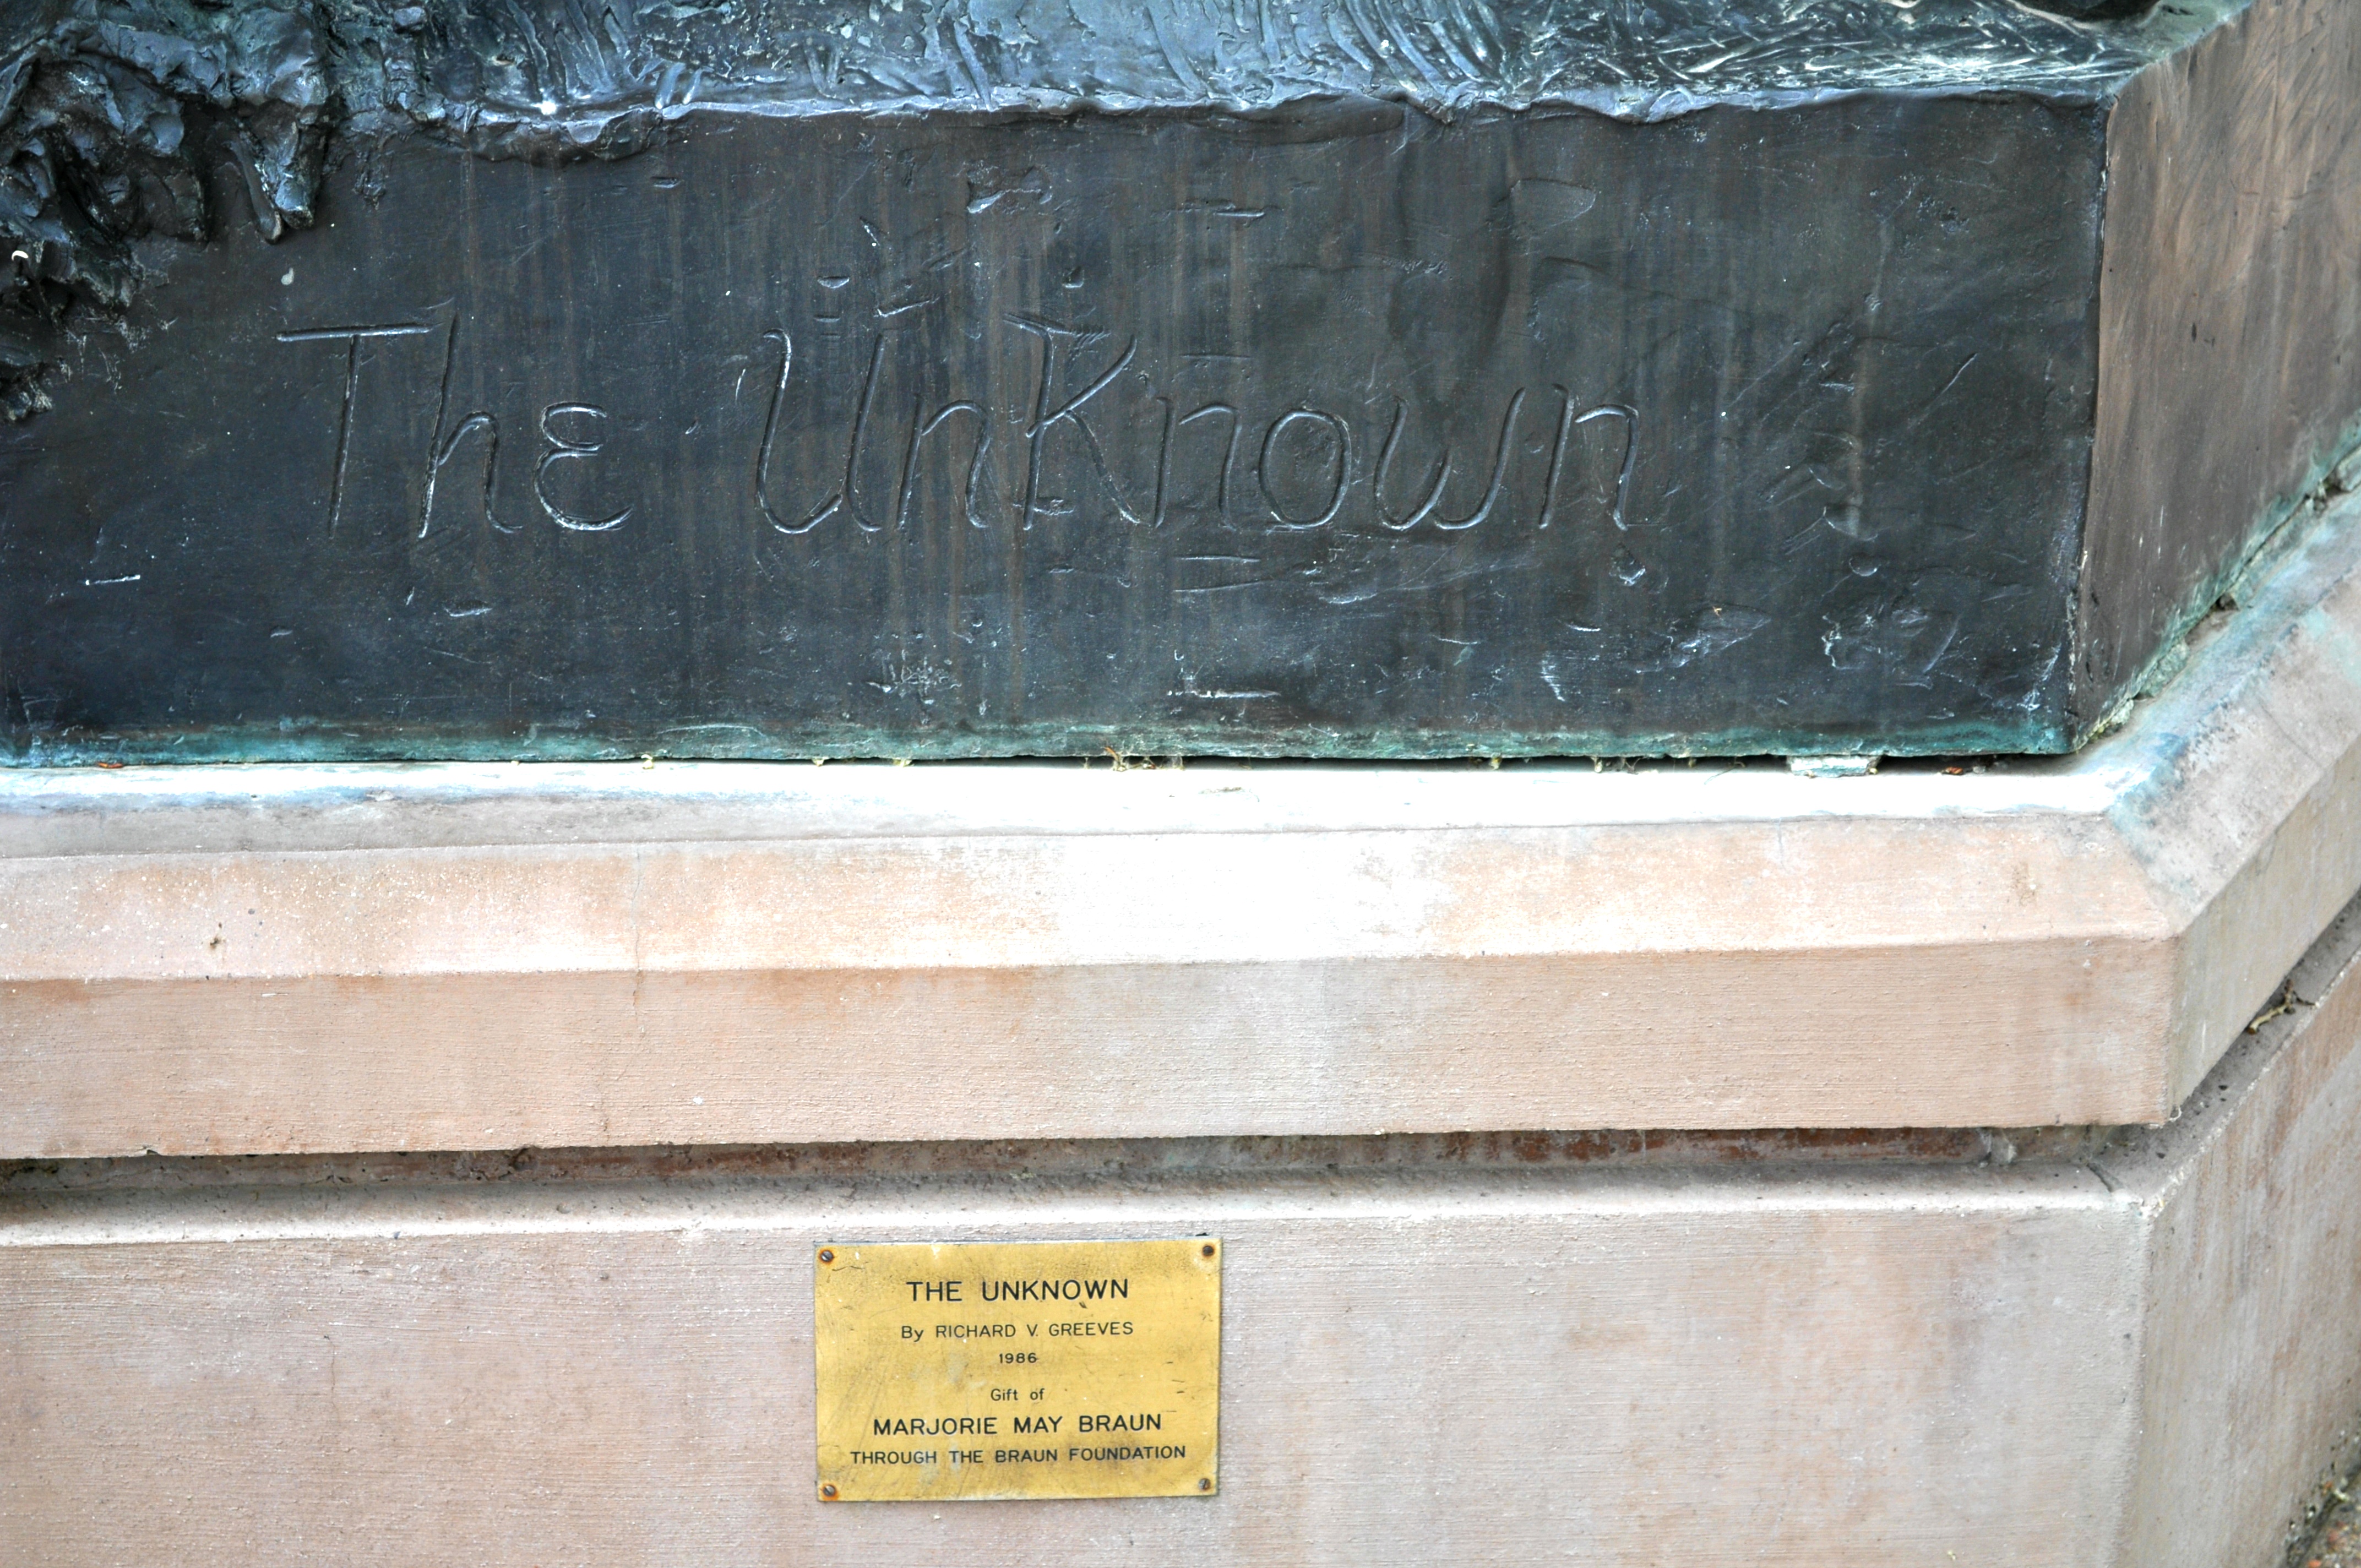 The UnKnown
THE UNKNOWN
By RICHARD V. GREEVES
1986
Gift of
MARJORIE MAY BRAUN
THROUGH THE BRAUN FOUNDATION